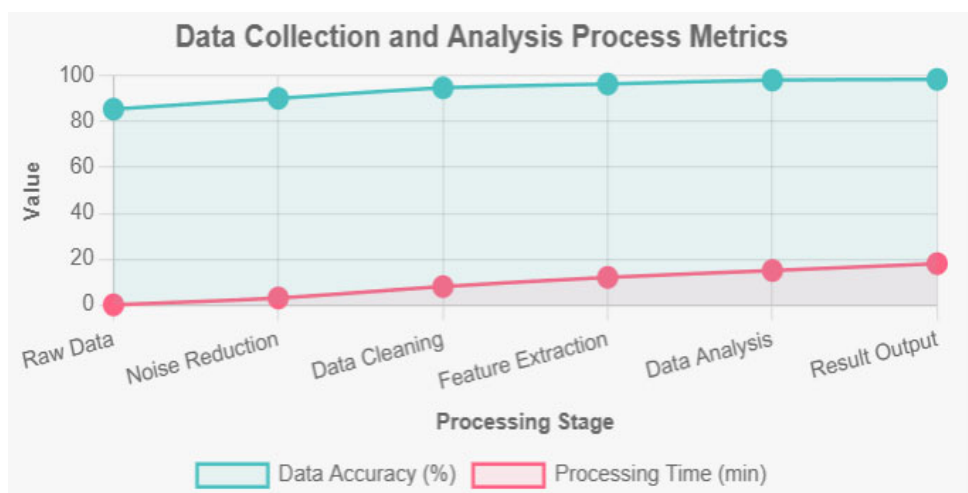 Data Collection and Analysis Process Metrics
100
80
60
40
20
0
Value
Raw Data
Noise Reduction
Data Cleaning
Feature Extraction
Data Analysis
Result Output
Processing Stage
Data Accuracy (%)
Processing Time (min)